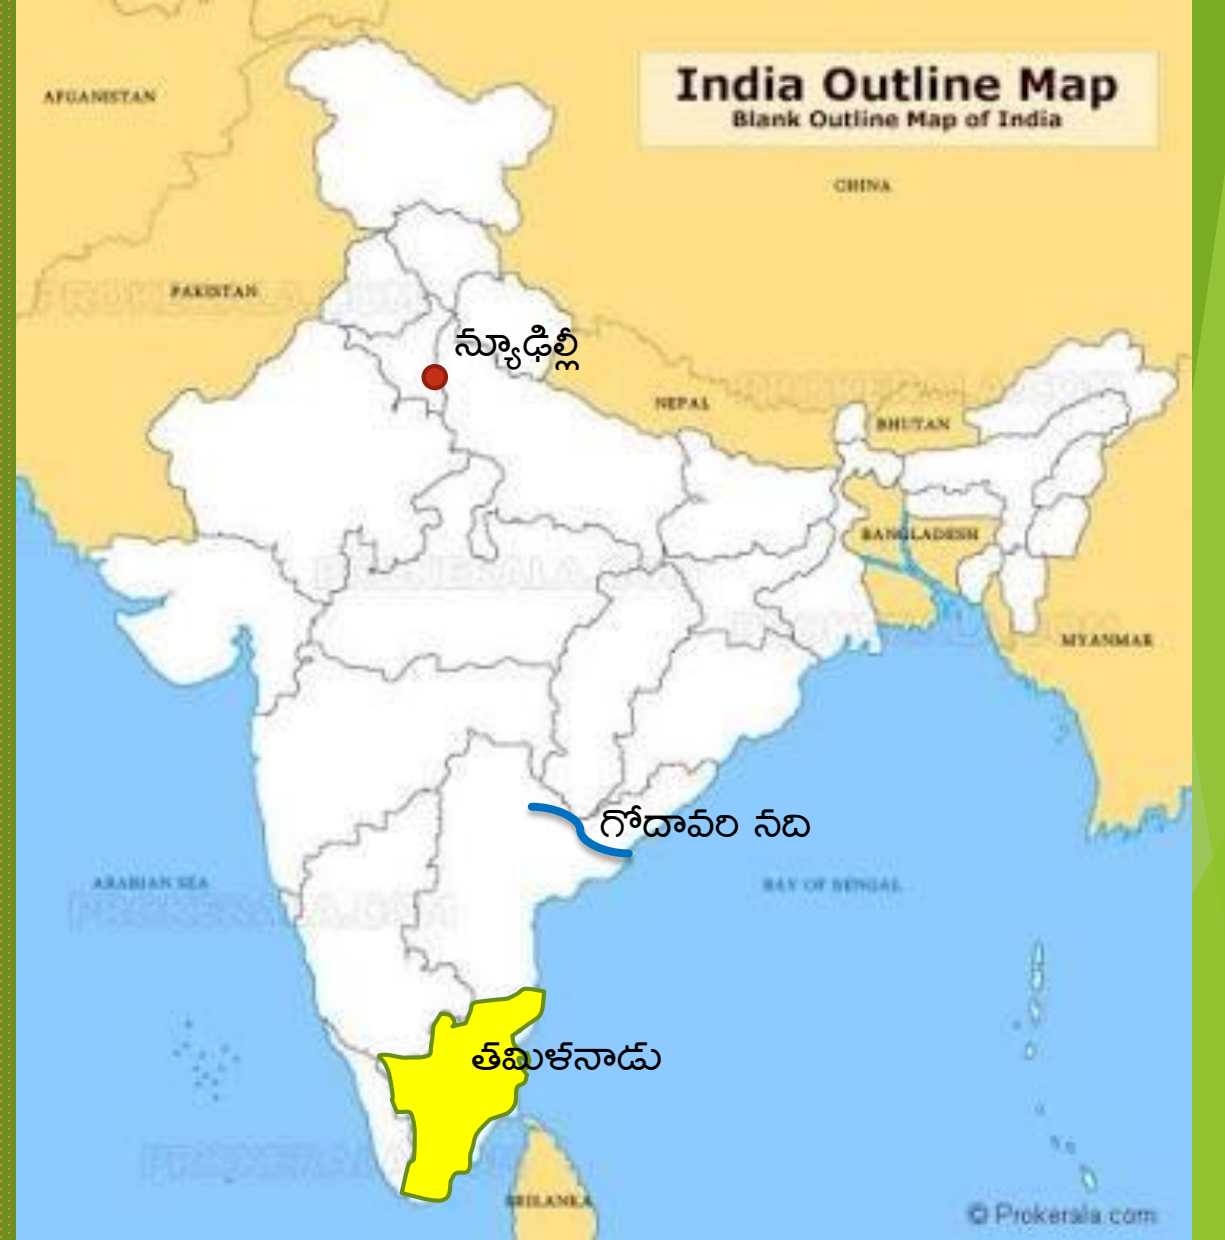 India Outline Map
Blank Outline Map of India
AFGANISTAN
CHINA
PAKISTAN
న్యూఢిల్లీ
NEPAL
BHUTAN
BANGLADESH
MYANMAR
గోదావరి నది
ARABIAN SEA
BAY OF BENGAL
తమిళనాడు
SRILANKA
© Prokerala.com